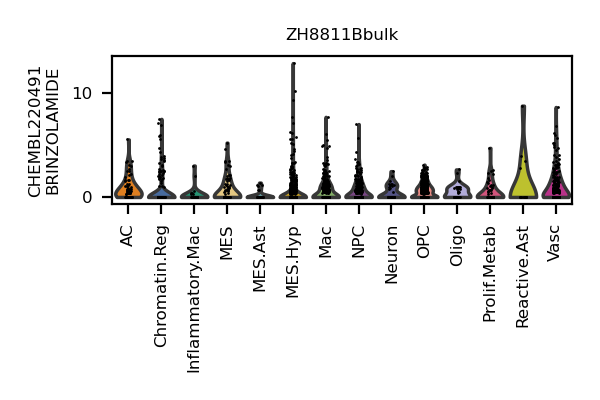 ZH8811Bbulk
CHEMBL220491
BRINZOLAMIDE
10
0
AC
Chromatin.Reg
Inflammatory.Mac
MES
MES.Ast
MES.Hyp
Mac
NPC
Neuron
OPC
Oligo
Prolif.Metab
Reactive.Ast
Vasc